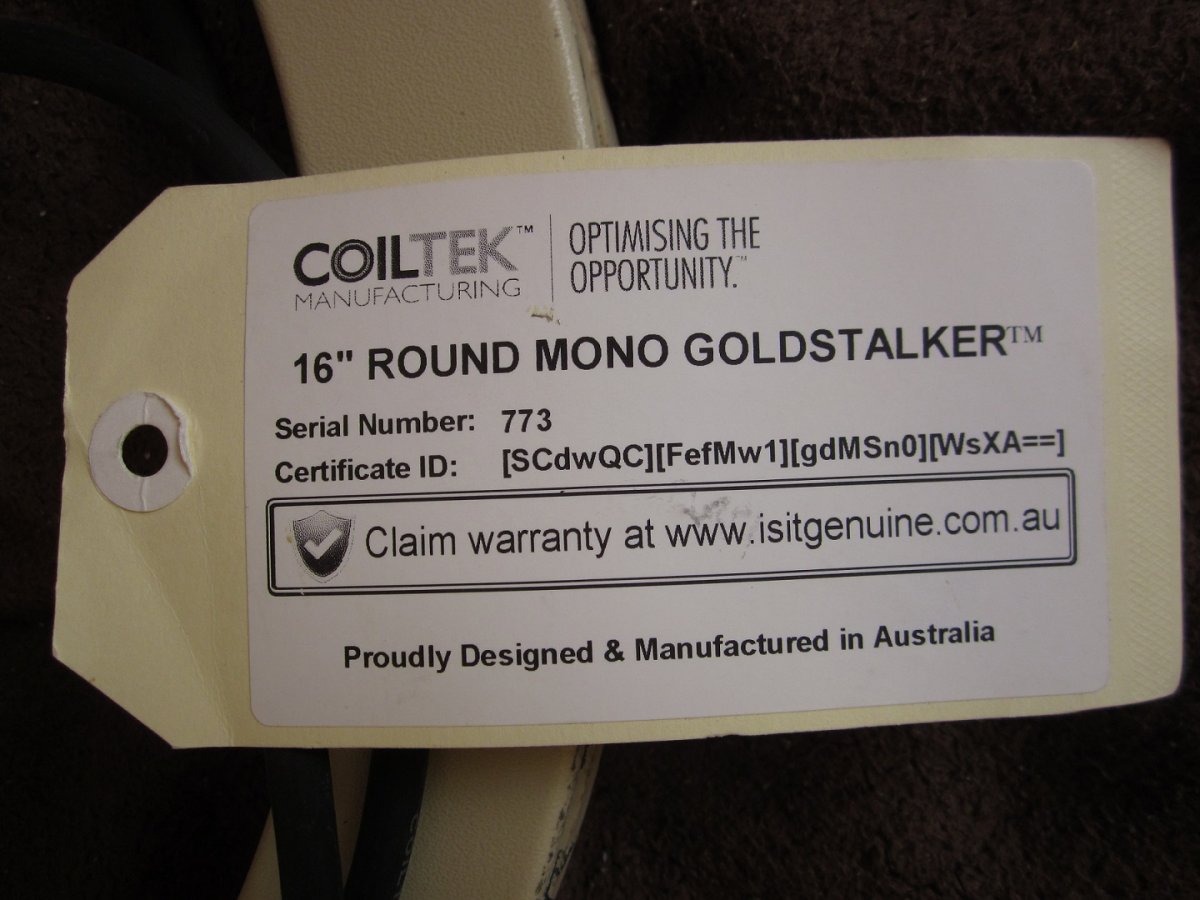 COILTEK™
MANUFACTURING
OPTIMISING THE
OPPORTUNITY.™
16" ROUND MONO GOLDSTALKER™
Serial Number: 773
Certificate ID: [SCdwQC][FefMw1][gdMSn0][WsXA==]
Claim warranty at www.isitgenuine.com.au
Proudly Designed & Manufactured in Australia